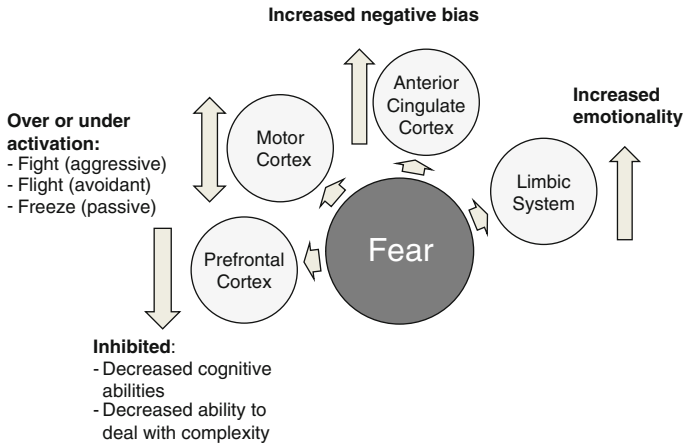 Increased negative bias
Anterior
Cingulate
Cortex
Increased
emotionality
Over or under
activation:
- Fight (aggressive)
- Flight (avoidant)
- Freeze (passive)
Motor
Cortex
Limbic
System
Fear
Prefrontal
Cortex
Inhibited:
- Decreased cognitive
abilities
- Decreased ability to
deal with complexity